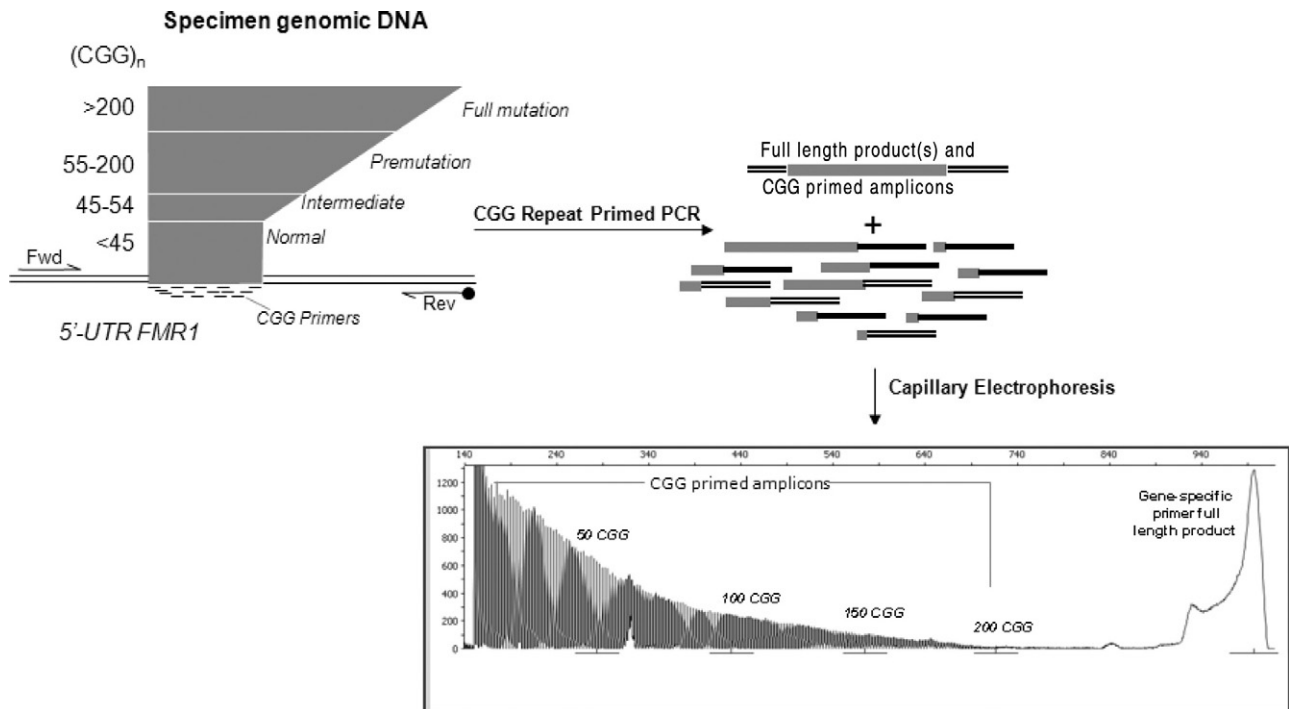 Specimen genomic DNA
(CGG)n
>200
Full mutation
55-200
Premutation
45-54
Intermediate
<45
Normal
Fwd
Rev
CGG Primers
5'-UTR FMR1
CGG Repeat Primed PCR
Full length product(s) and
CGG primed amplicons
+
Capillary Electrophoresis
140 240 340 440 540 640 740 840 940
1200
1000
800
600
400
200
0
CGG primed amplicons
50 CGG
100 CGG
150 CGG
200 CGG
Gene-specific
primer full
length product